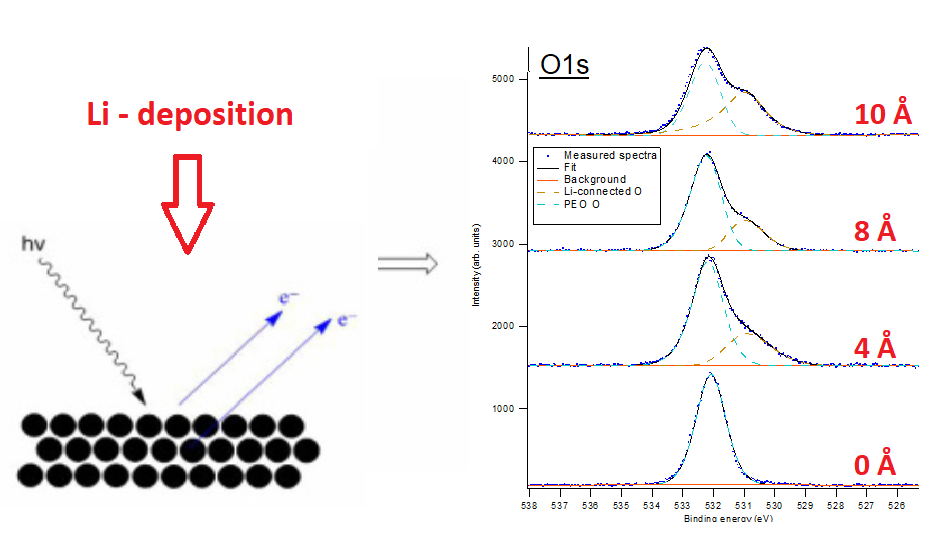 Li - deposition
hν
e⁻
e⁻
O1s
10 Å
Measured spectra
Fit
Background
Li-connected O
PEO O
8 Å
4 Å
0 Å
Intensity (arb. units)
5000
4000
3000
2000
1000
538 537 536 535 534 533 532 531 530 529 528 527 526
Binding energy (eV)